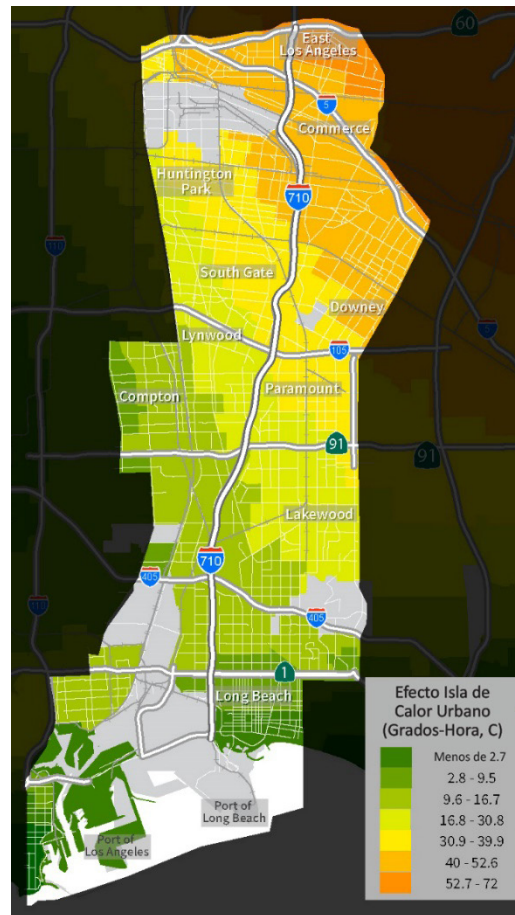 60
East
Los Angeles
5
Commerce
Huntington
Park
710
110
South Gate
Downey
5
Lynwood
105
Paramount
Compton
91
91
Lakewood
710
405
405
110
1
Long Beach
Efecto Isla de
Calor Urbano
(Grados-Hora, C)
Menos de 2.7
2.8 - 9.5
9.6 - 16.7
16.8 - 30.8
30.9 - 39.9
40 - 52.6
52.7 - 72
Port of
Long Beach
Port of
Los Angeles